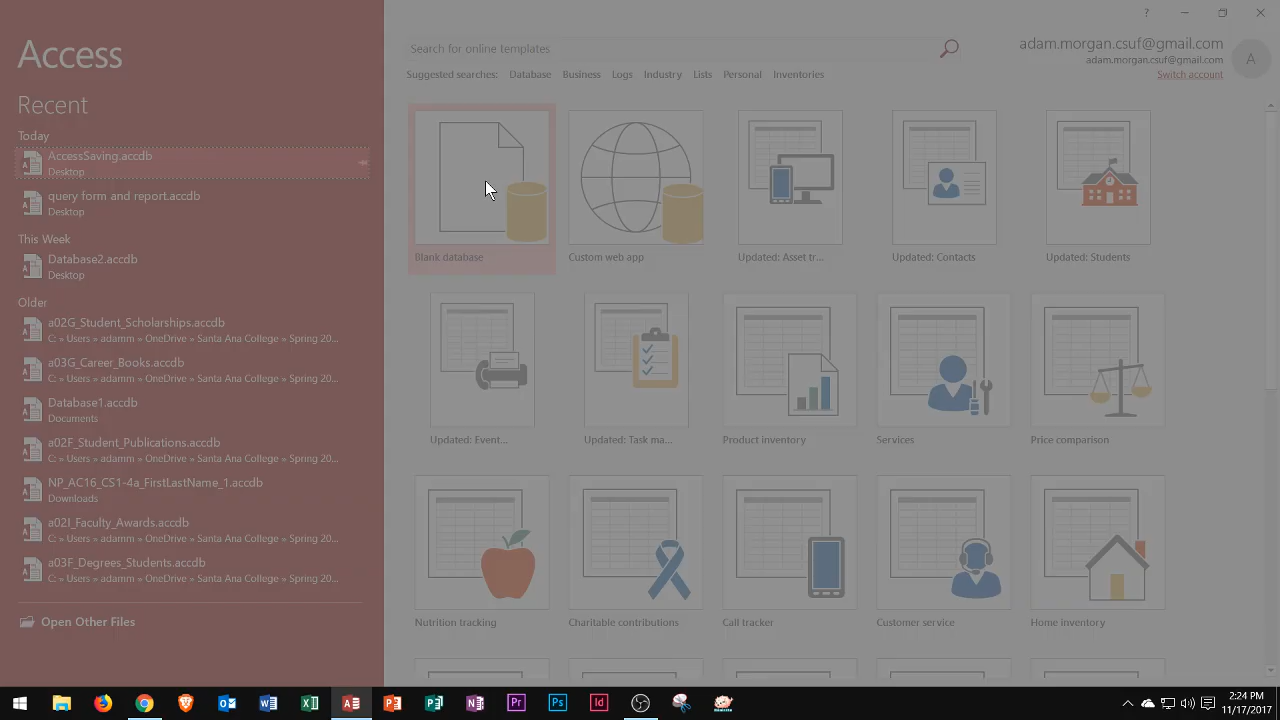 Access
Recent
Today
AccessSaving.accdb
Desktop
query form and report.accdb
Desktop
This Week
Database2.accdb
Desktop
Older
a02G_Student_Scholarships.accdb
C: » Users » adamm » OneDrive » Santa Ana College » Spring 20...
a03G_Career_Books.accdb
C: » Users » adamm » OneDrive » Santa Ana College » Spring 20...
Database1.accdb
Documents
a02F_Student_Publications.accdb
C: » Users » adamm » OneDrive » Santa Ana College » Spring 20...
NP_AC16_CS1-4a_FirstLastName_1.accdb
Downloads
a02I_Faculty_Awards.accdb
C: » Users » adamm » OneDrive » Santa Ana College » Spring 20...
a03F_Degrees_Students.accdb
C: » Users » adamm » OneDrive » Santa Ana College » Spring 20...
Open Other Files
?
Search for online templates
adam.morgan.csuf@gmail.com
adam.morgan.csuf@gmail.com
Switch account
A
Suggested searches: Database Business Logs Industry Lists Personal Inventories
Blank database Custom web app Updated: Asset tr... Updated: Contacts Updated: Students
Updated: Event... Updated: Task ma... Product inventory Services Price comparison
Nutrition tracking Charitable contributions Call tracker Customer service Home inventory
Pr Ps Id
2:24 PM
11/17/2017